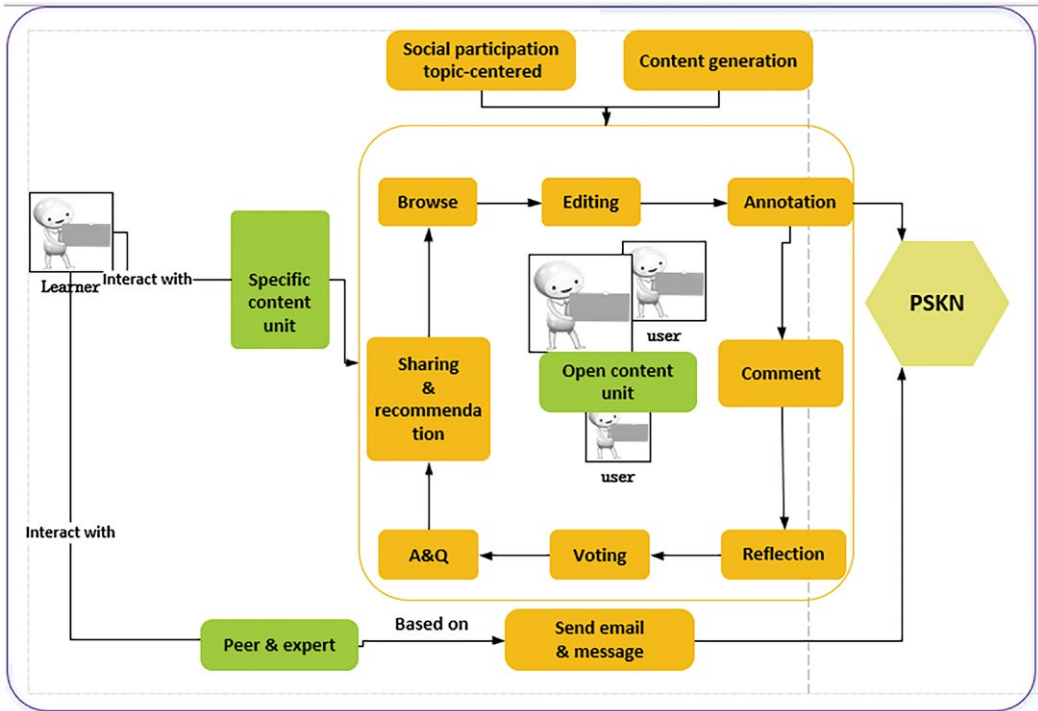 Social participation
topic-centered
Content generation
Browse
Editing
Annotation
Learner
Interact with
Specific
content
unit
PSKN
user
Sharing
&
recommenda
tion
Open content
unit
Comment
user
Interact with
A&Q
Voting
Reflection
Peer & expert
Based on
Send email
& message